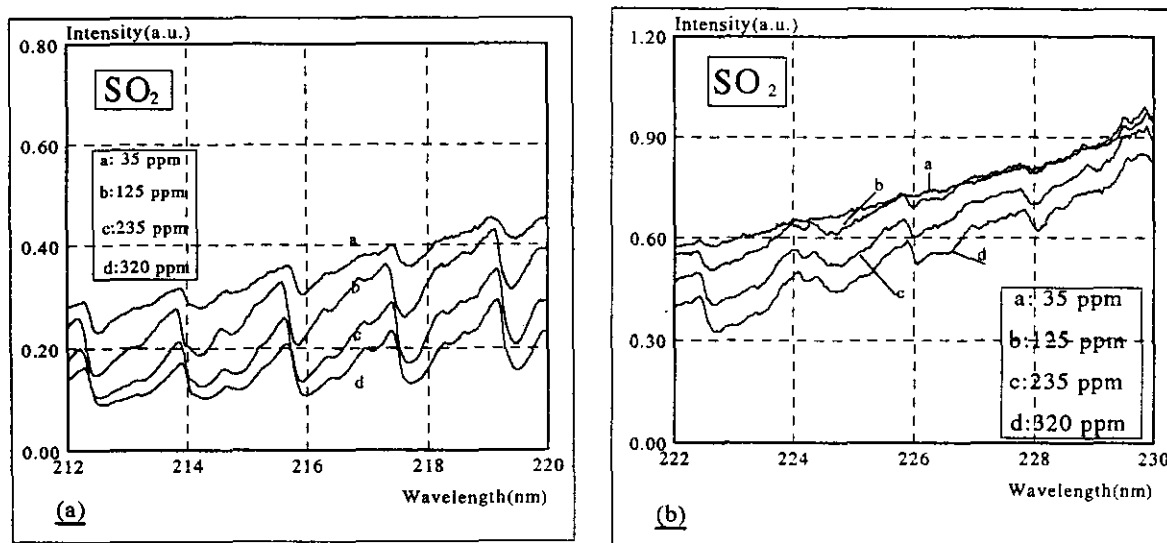 Intensity(a.u.)
0.80
SO2
0.60
a: 35 ppm
b:125 ppm
c:235 ppm
d:320 ppm
0.40
a
b
0.20
c
d
0.00
212 214 216 218 220
Wavelength(nm)
(a)
Intensity(a.u.)
1.20
SO2
0.90
b a
0.60
d
c
0.30
a: 35 ppm
b:125 ppm
c:235 ppm
d:320 ppm
0.00
222 224 226 228 230
Wavelength(nm)
(b)